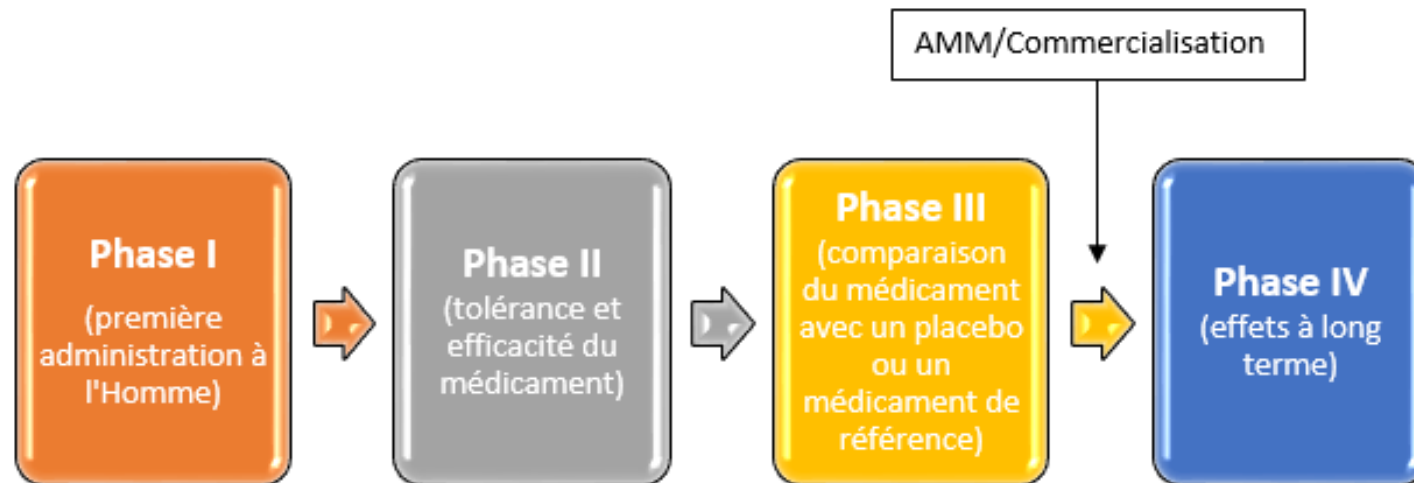 AMM/Commercialisation
Phase I
(première
administration à
l'Homme)
Phase II
(tolérance et
efficacité du
médicament)
Phase III
(comparaison
du médicament
avec un placebo
ou un
médicament de
référence)
Phase IV
(effets à long
terme)